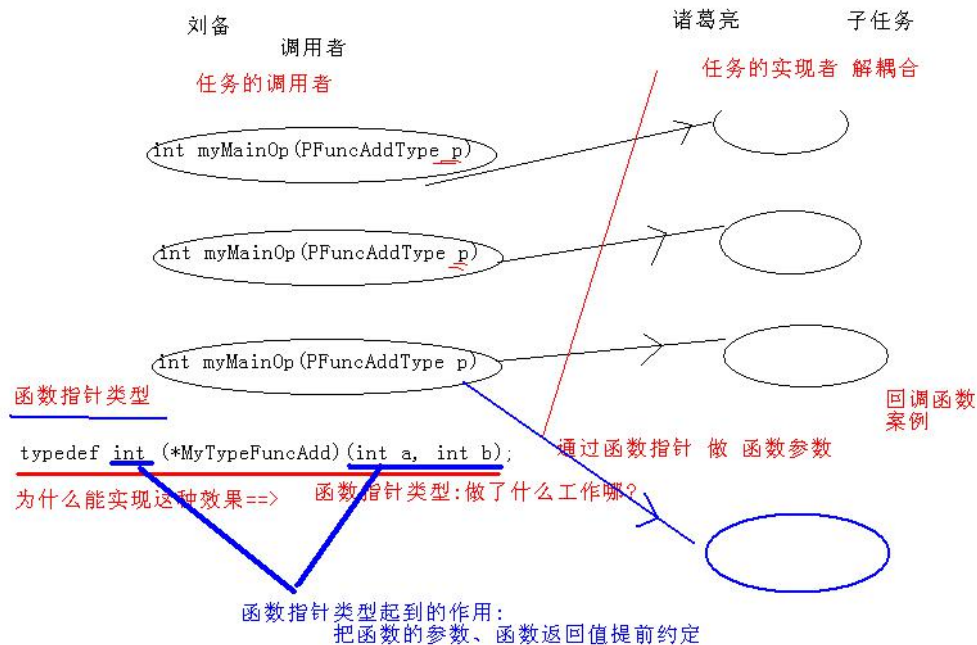 刘备
诸葛亮
子任务
调用者
任务的调用者
任务的实现者 解耦合
int myMainOp(PFuncAddType p)
int myMainOp(PFuncAddType p)
int myMainOp(PFuncAddType p)
函数指针类型
回调函数
案例
typedef int (*MyTypeFuncAdd)(int a, int b);
通过函数指针 做 函数参数
为什么能实现这种效果==>
函数指针类型:做了什么工作哪?
函数指针类型起到的作用:
把函数的参数、函数返回值提前约定